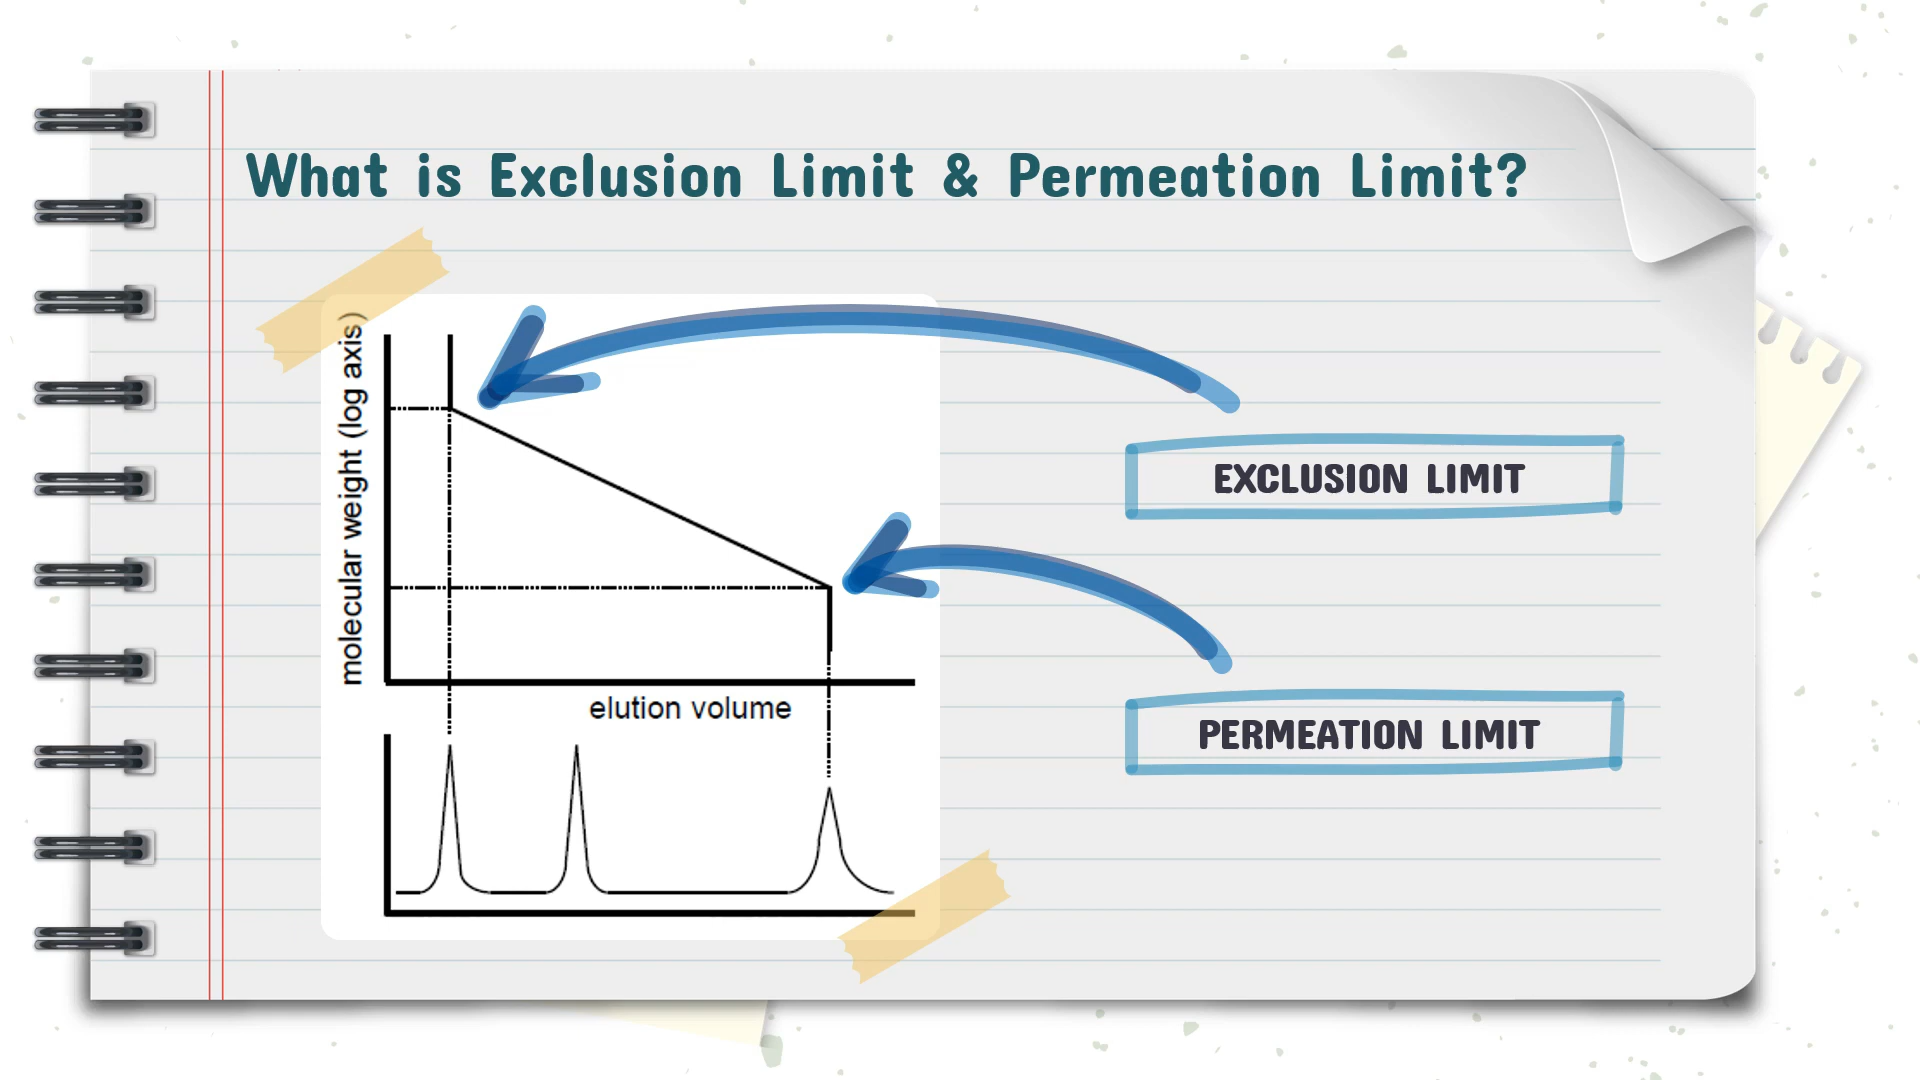 What is Exclusion Limit & Permeation Limit?
molecular weight (log axis)
elution volume
EXCLUSION LIMIT
PERMEATION LIMIT